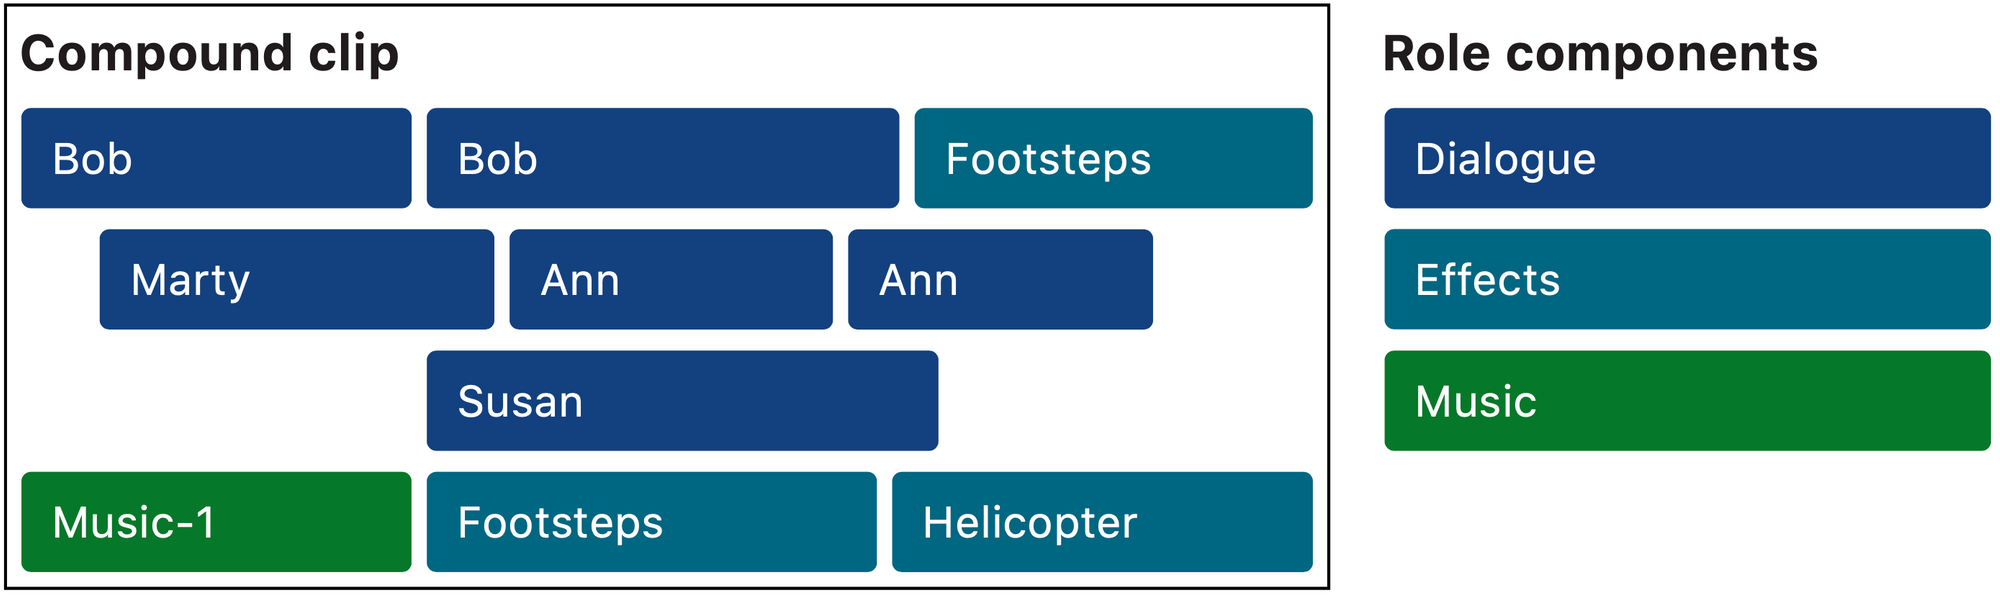 Compound clip
Bob Bob Footsteps
Marty Ann Ann
Susan
Music-1 Footsteps Helicopter
Role components
Dialogue
Effects
Music